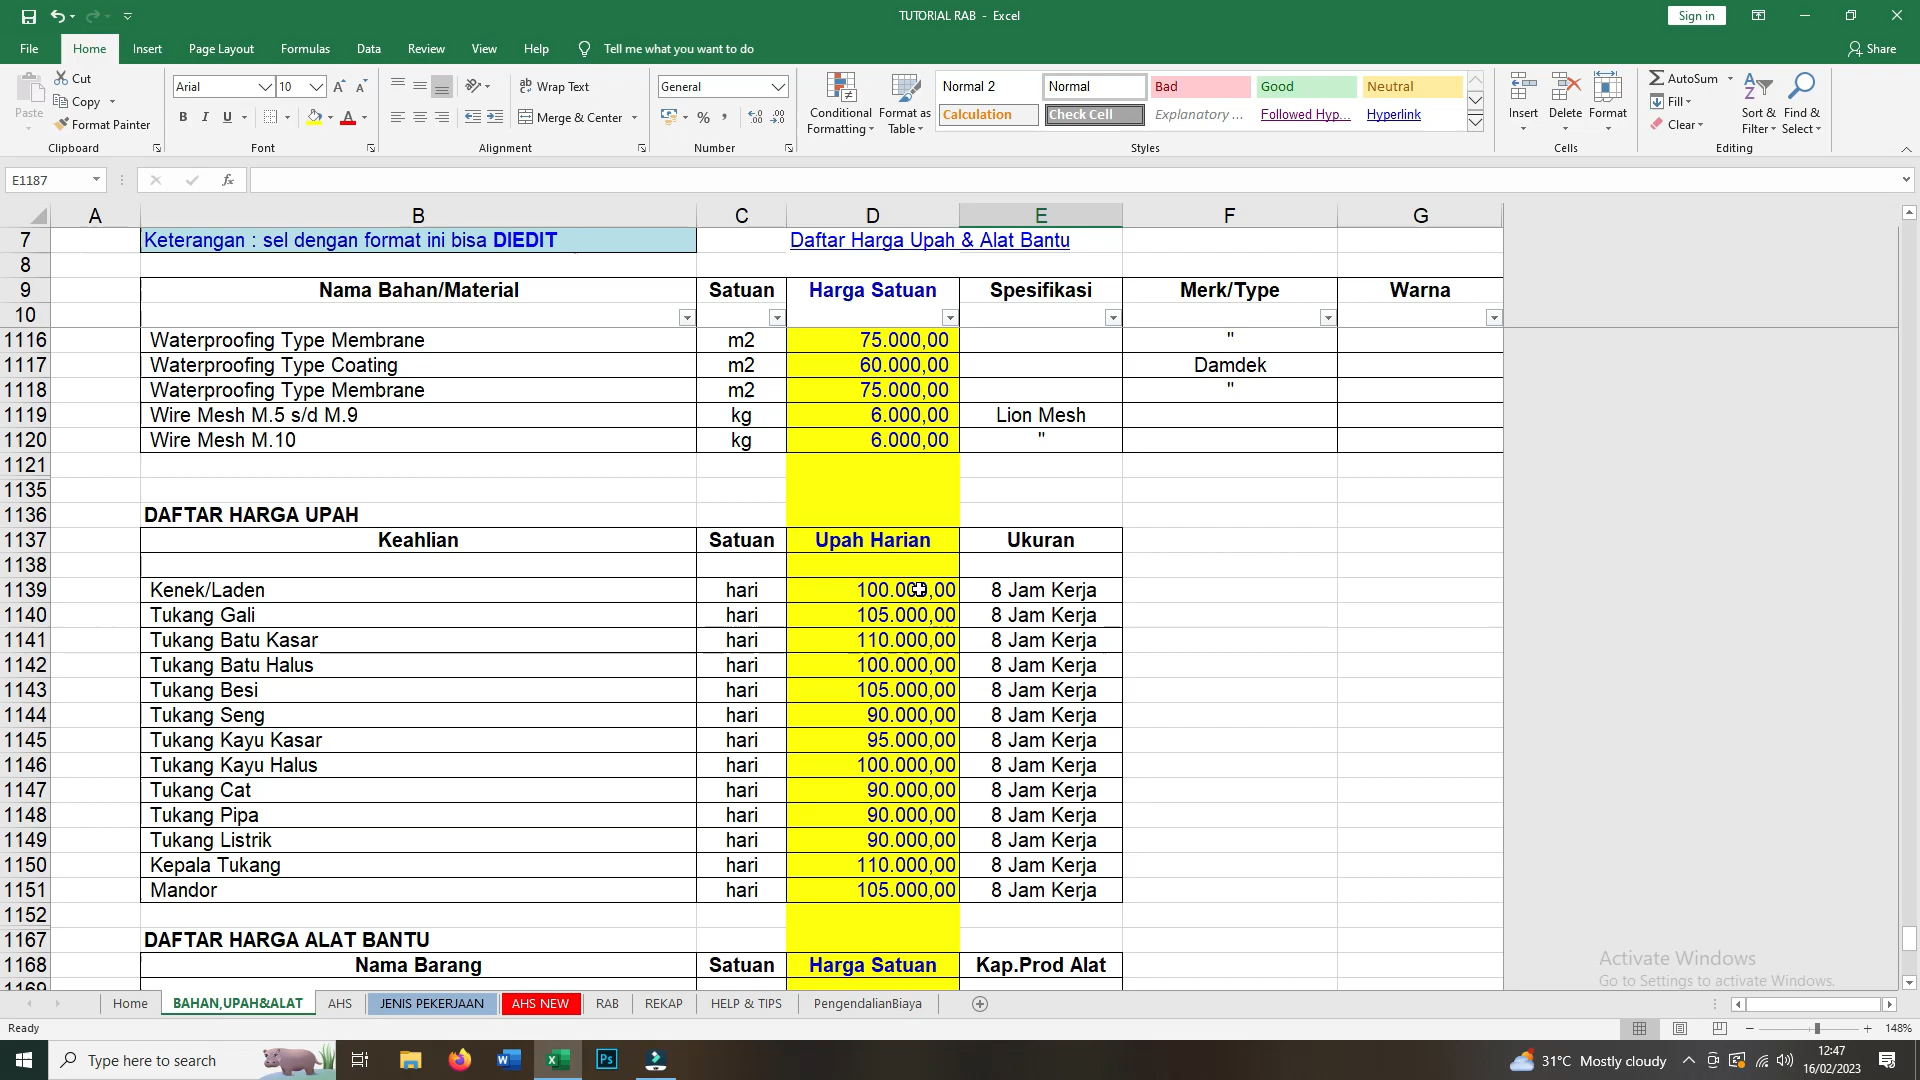 TUTORIAL RAB - Excel
Sign in
File Home Insert Page Layout Formulas Data Review View Help Tell me what you want to do Share
Paste
Cut
Copy
Format Painter
Arial 10
B I U
Wrap Text
Merge & Center
General
Conditional Formatting
Format as Table
Normal 2 Normal Bad Good Neutral
Calculation Check Cell Explanatory ... Followed Hyp... Hyperlink
Insert Delete Format
AutoSum
Fill
Clear
Sort & Filter
Find & Select
Clipboard Font Alignment Number Styles Cells Editing
E1187 fx
A B C D E F G
7 Keterangan : sel dengan format ini bisa DIEDIT Daftar Harga Upah & Alat Bantu
8
9 Nama Bahan/Material Satuan Harga Satuan Spesifikasi Merk/Type Warna
10
1116 Waterproofing Type Membrane m2 75.000,00 "
1117 Waterproofing Type Coating m2 60.000,00 Damdek
1118 Waterproofing Type Membrane m2 75.000,00 "
1119 Wire Mesh M.5 s/d M.9 kg 6.000,00 Lion Mesh
1120 Wire Mesh M.10 kg 6.000,00 "
1121
1135
1136 DAFTAR HARGA UPAH
1137 Keahlian Satuan Upah Harian Ukuran
1138
1139 Kenek/Laden hari 100.000,00 8 Jam Kerja
1140 Tukang Gali hari 105.000,00 8 Jam Kerja
1141 Tukang Batu Kasar hari 110.000,00 8 Jam Kerja
1142 Tukang Batu Halus hari 100.000,00 8 Jam Kerja
1143 Tukang Besi hari 105.000,00 8 Jam Kerja
1144 Tukang Seng hari 90.000,00 8 Jam Kerja
1145 Tukang Kayu Kasar hari 95.000,00 8 Jam Kerja
1146 Tukang Kayu Halus hari 100.000,00 8 Jam Kerja
1147 Tukang Cat hari 90.000,00 8 Jam Kerja
1148 Tukang Pipa hari 90.000,00 8 Jam Kerja
1149 Tukang Listrik hari 90.000,00 8 Jam Kerja
1150 Kepala Tukang hari 110.000,00 8 Jam Kerja
1151 Mandor hari 105.000,00 8 Jam Kerja
1152
1167 DAFTAR HARGA ALAT BANTU
1168 Nama Barang Satuan Harga Satuan Kap.Prod Alat
1169
Activate Windows
Go to Settings to activate Windows.
Home BAHAN,UPAH&ALAT AHS JENIS PEKERJAAN AHS NEW RAB REKAP HELP & TIPS PengendalianBiaya
Ready 148%
Type here to search
31°C Mostly cloudy
12:47
16/02/2023